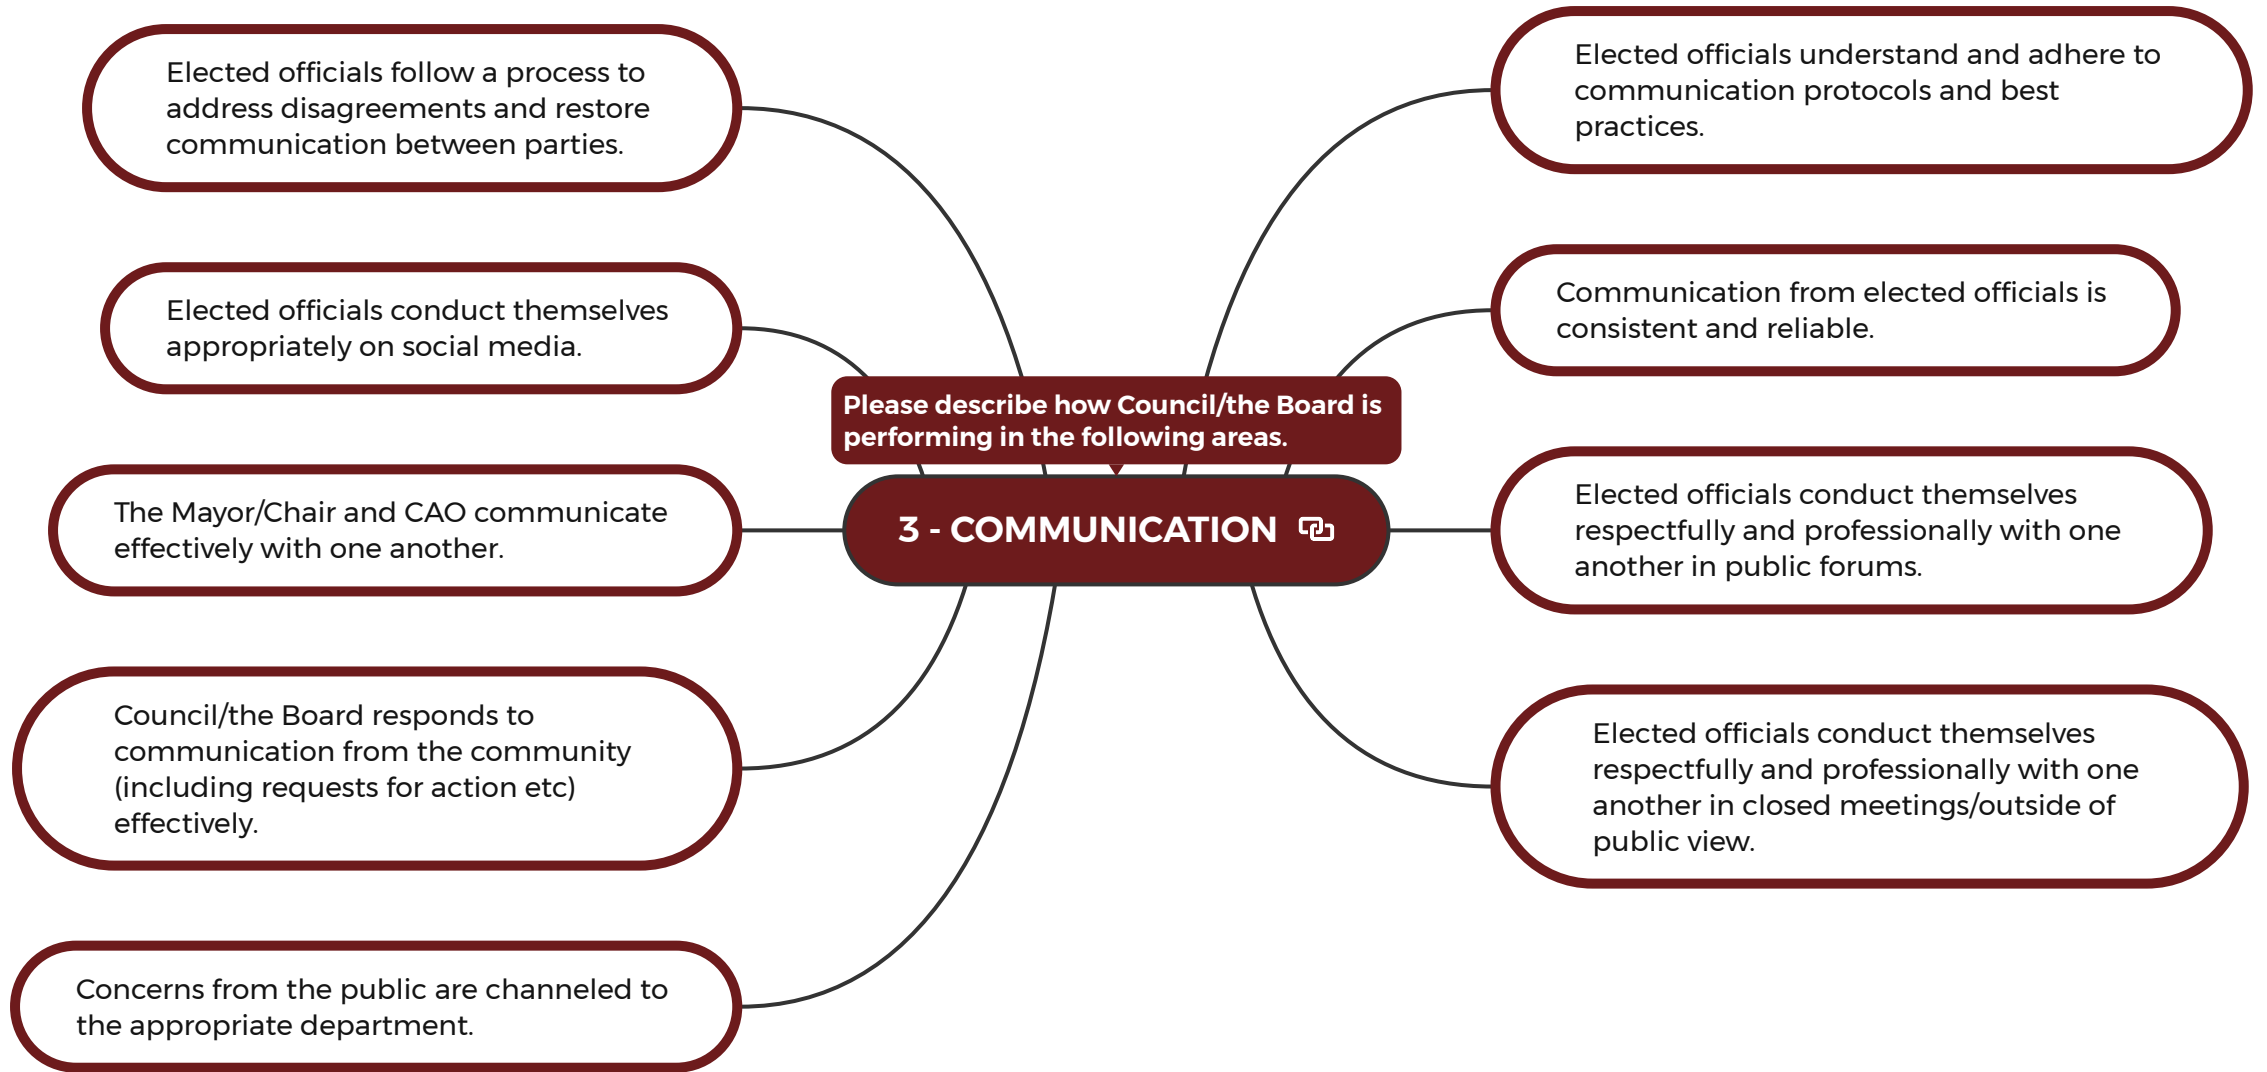 Please describe how Council/the Board is
performing in the following areas.
3 - COMMUNICATION
Elected officials understand and adhere to
communication protocols and best
practices.
Communication from elected officials is
consistent and reliable.
Elected officials conduct themselves
respectfully and professionally with one
another in public forums.
Elected officials conduct themselves
respectfully and professionally with one
another in closed meetings/outside of
public view.
Elected officials follow a process to
address disagreements and restore
communication between parties.
Elected officials conduct themselves
appropriately on social media.
The Mayor/Chair and CAO communicate
effectively with one another.
Council/the Board responds to
communication from the community
(including requests for action etc)
effectively.
Concerns from the public are channeled to
the appropriate department.